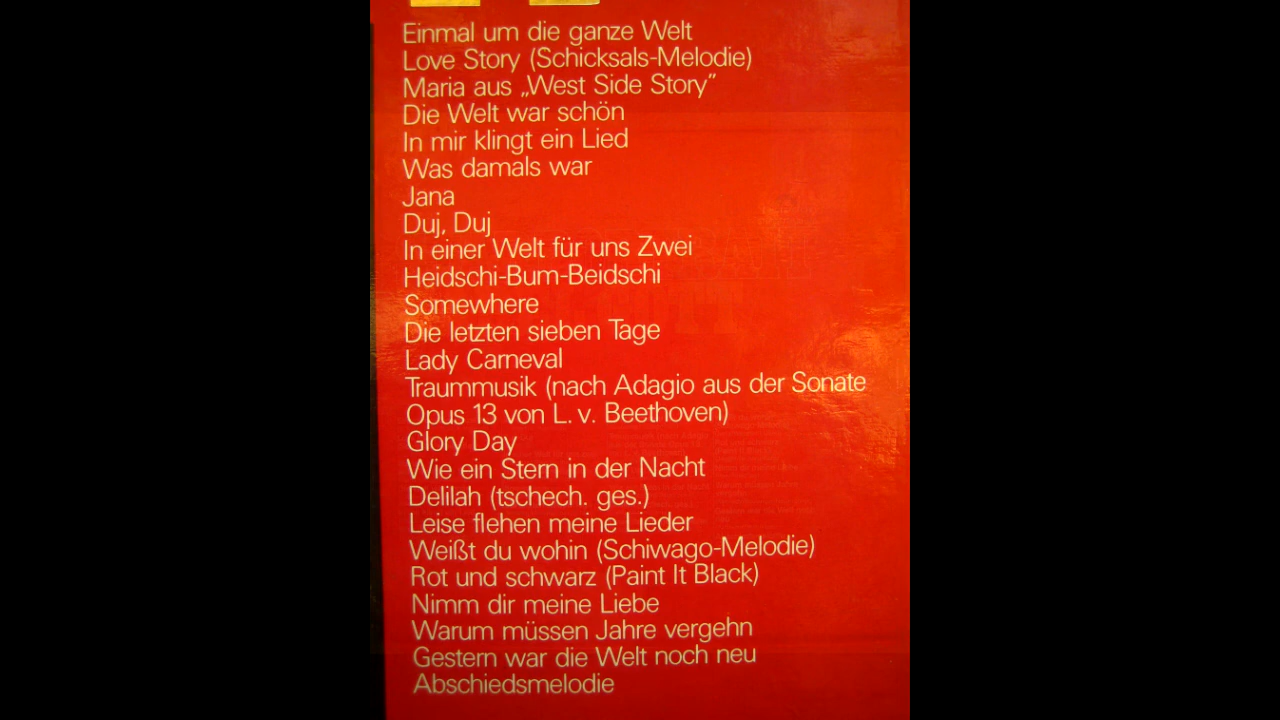 Einmal um die ganze Welt
Love Story (Schicksals-Melodie)
Maria aus „West Side Story”
Die Welt war schön
In mir klingt ein Lied
Was damals war
Jana
Duj, Duj
In einer Welt für uns Zwei
Heidschi-Bum-Beidschi
Somewhere
Die letzten sieben Tage
Lady Carneval
Traummusik (nach Adagio aus der Sonate
Opus 13 von L. v. Beethoven)
Glory Day
Wie ein Stern in der Nacht
Delilah (tschech. ges.)
Leise flehen meine Lieder
Weißt du wohin (Schiwago-Melodie)
Rot und schwarz (Paint It Black)
Nimm dir meine Liebe
Warum müssen Jahre vergehn
Gestern war die Welt noch neu
Abschiedsmelodie